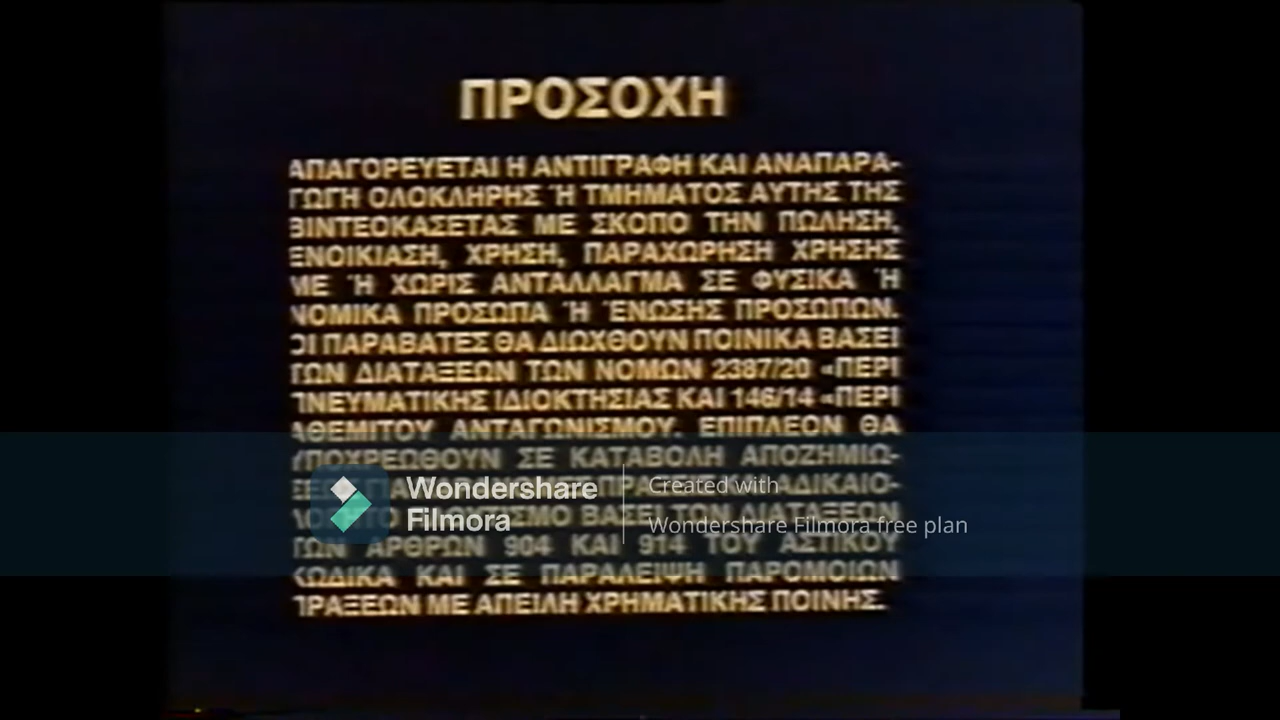 ΠΡΟΣΟΧΗ
ΑΠΑΓΟΡΕΥΕΤΑΙ Η ΑΝΤΙΓΡΑΦΗ ΚΑΙ ΑΝΑΠΑΡΑ-
ΓΩΓΗ ΟΛΟΚΛΗΡΗΣ Ή ΤΜΗΜΑΤΟΣ ΑΥΤΗΣ ΤΗΣ
ΒΙΝΤΕΟΚΑΣΕΤΑΣ ΜΕ ΣΚΟΠΟ ΤΗΝ ΠΩΛΗΣΗ,
ΕΝΟΙΚΙΑΣΗ, ΧΡΗΣΗ, ΠΑΡΑΧΩΡΗΣΗ ΧΡΗΣΗΣ
ΜΕ Ή ΧΩΡΙΣ ΑΝΤΑΛΛΑΓΜΑ ΣΕ ΦΥΣΙΚΑ Ή
ΝΟΜΙΚΑ ΠΡΟΣΩΠΑ Ή ΈΝΩΣΗΣ ΠΡΟΣΩΠΩΝ.
ΟΙ ΠΑΡΑΒΑΤΕΣ ΘΑ ΔΙΩΧΘΟΥΝ ΠΟΙΝΙΚΑ ΒΑΣΕΙ
ΤΩΝ ΔΙΑΤΑΞΕΩΝ ΤΩΝ ΝΟΜΩΝ 2387/20 «ΠΕΡΙ
ΠΝΕΥΜΑΤΙΚΗΣ ΙΔΙΟΚΤΗΣΙΑΣ ΚΑΙ 146/14 «ΠΕΡΙ
ΑΘΕΜΙΤΟΥ ΑΝΤΑΓΩΝΙΣΜΟΥ. ΕΠΙΠΛΕΟΝ ΘΑ
ΥΠΟΧΡΕΩΘΟΥΝ ΣΕ ΚΑΤΑΒΟΛΗ ΑΠΟΖΗΜΙΩ-
ΠΡΑΞΕΙΣ ΚΑΙ ΑΔΙΚΑΙΟ-
ΒΑΣΕΙ ΤΩΝ ΔΙΑΤΑΞΕΩΝ
ΤΩΝ ΑΡΘΡΩΝ 904 ΚΑΙ 914 ΤΟΥ ΑΣΤΙΚΟΥ
ΚΩΔΙΚΑ ΚΑΙ ΣΕ ΠΑΡΑΛΕΙΨΗ ΠΑΡΟΜΟΙΩΝ
ΠΡΑΞΕΩΝ ΜΕ ΑΠΕΙΛΗ ΧΡΗΜΑΤΙΚΗΣ ΠΟΙΝΗΣ.
Wondershare
Filmora
Created with
Wondershare Filmora free plan